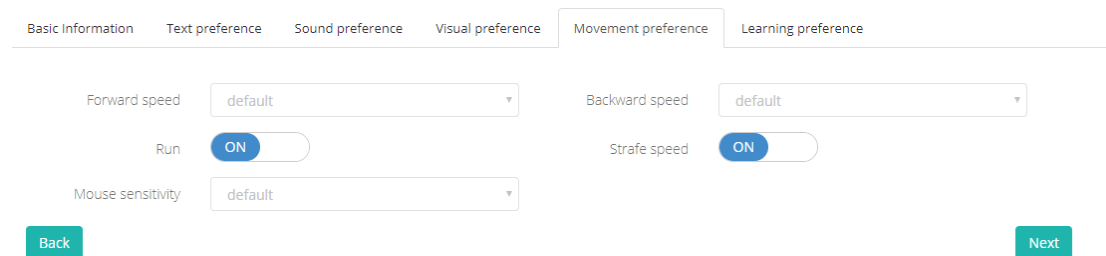 Basic Information Text preference Sound preference Visual preference Movement preference Learning preference
Forward speed default Backward speed default
Run ON Strafe speed ON
Mouse sensitivity default
Back Next